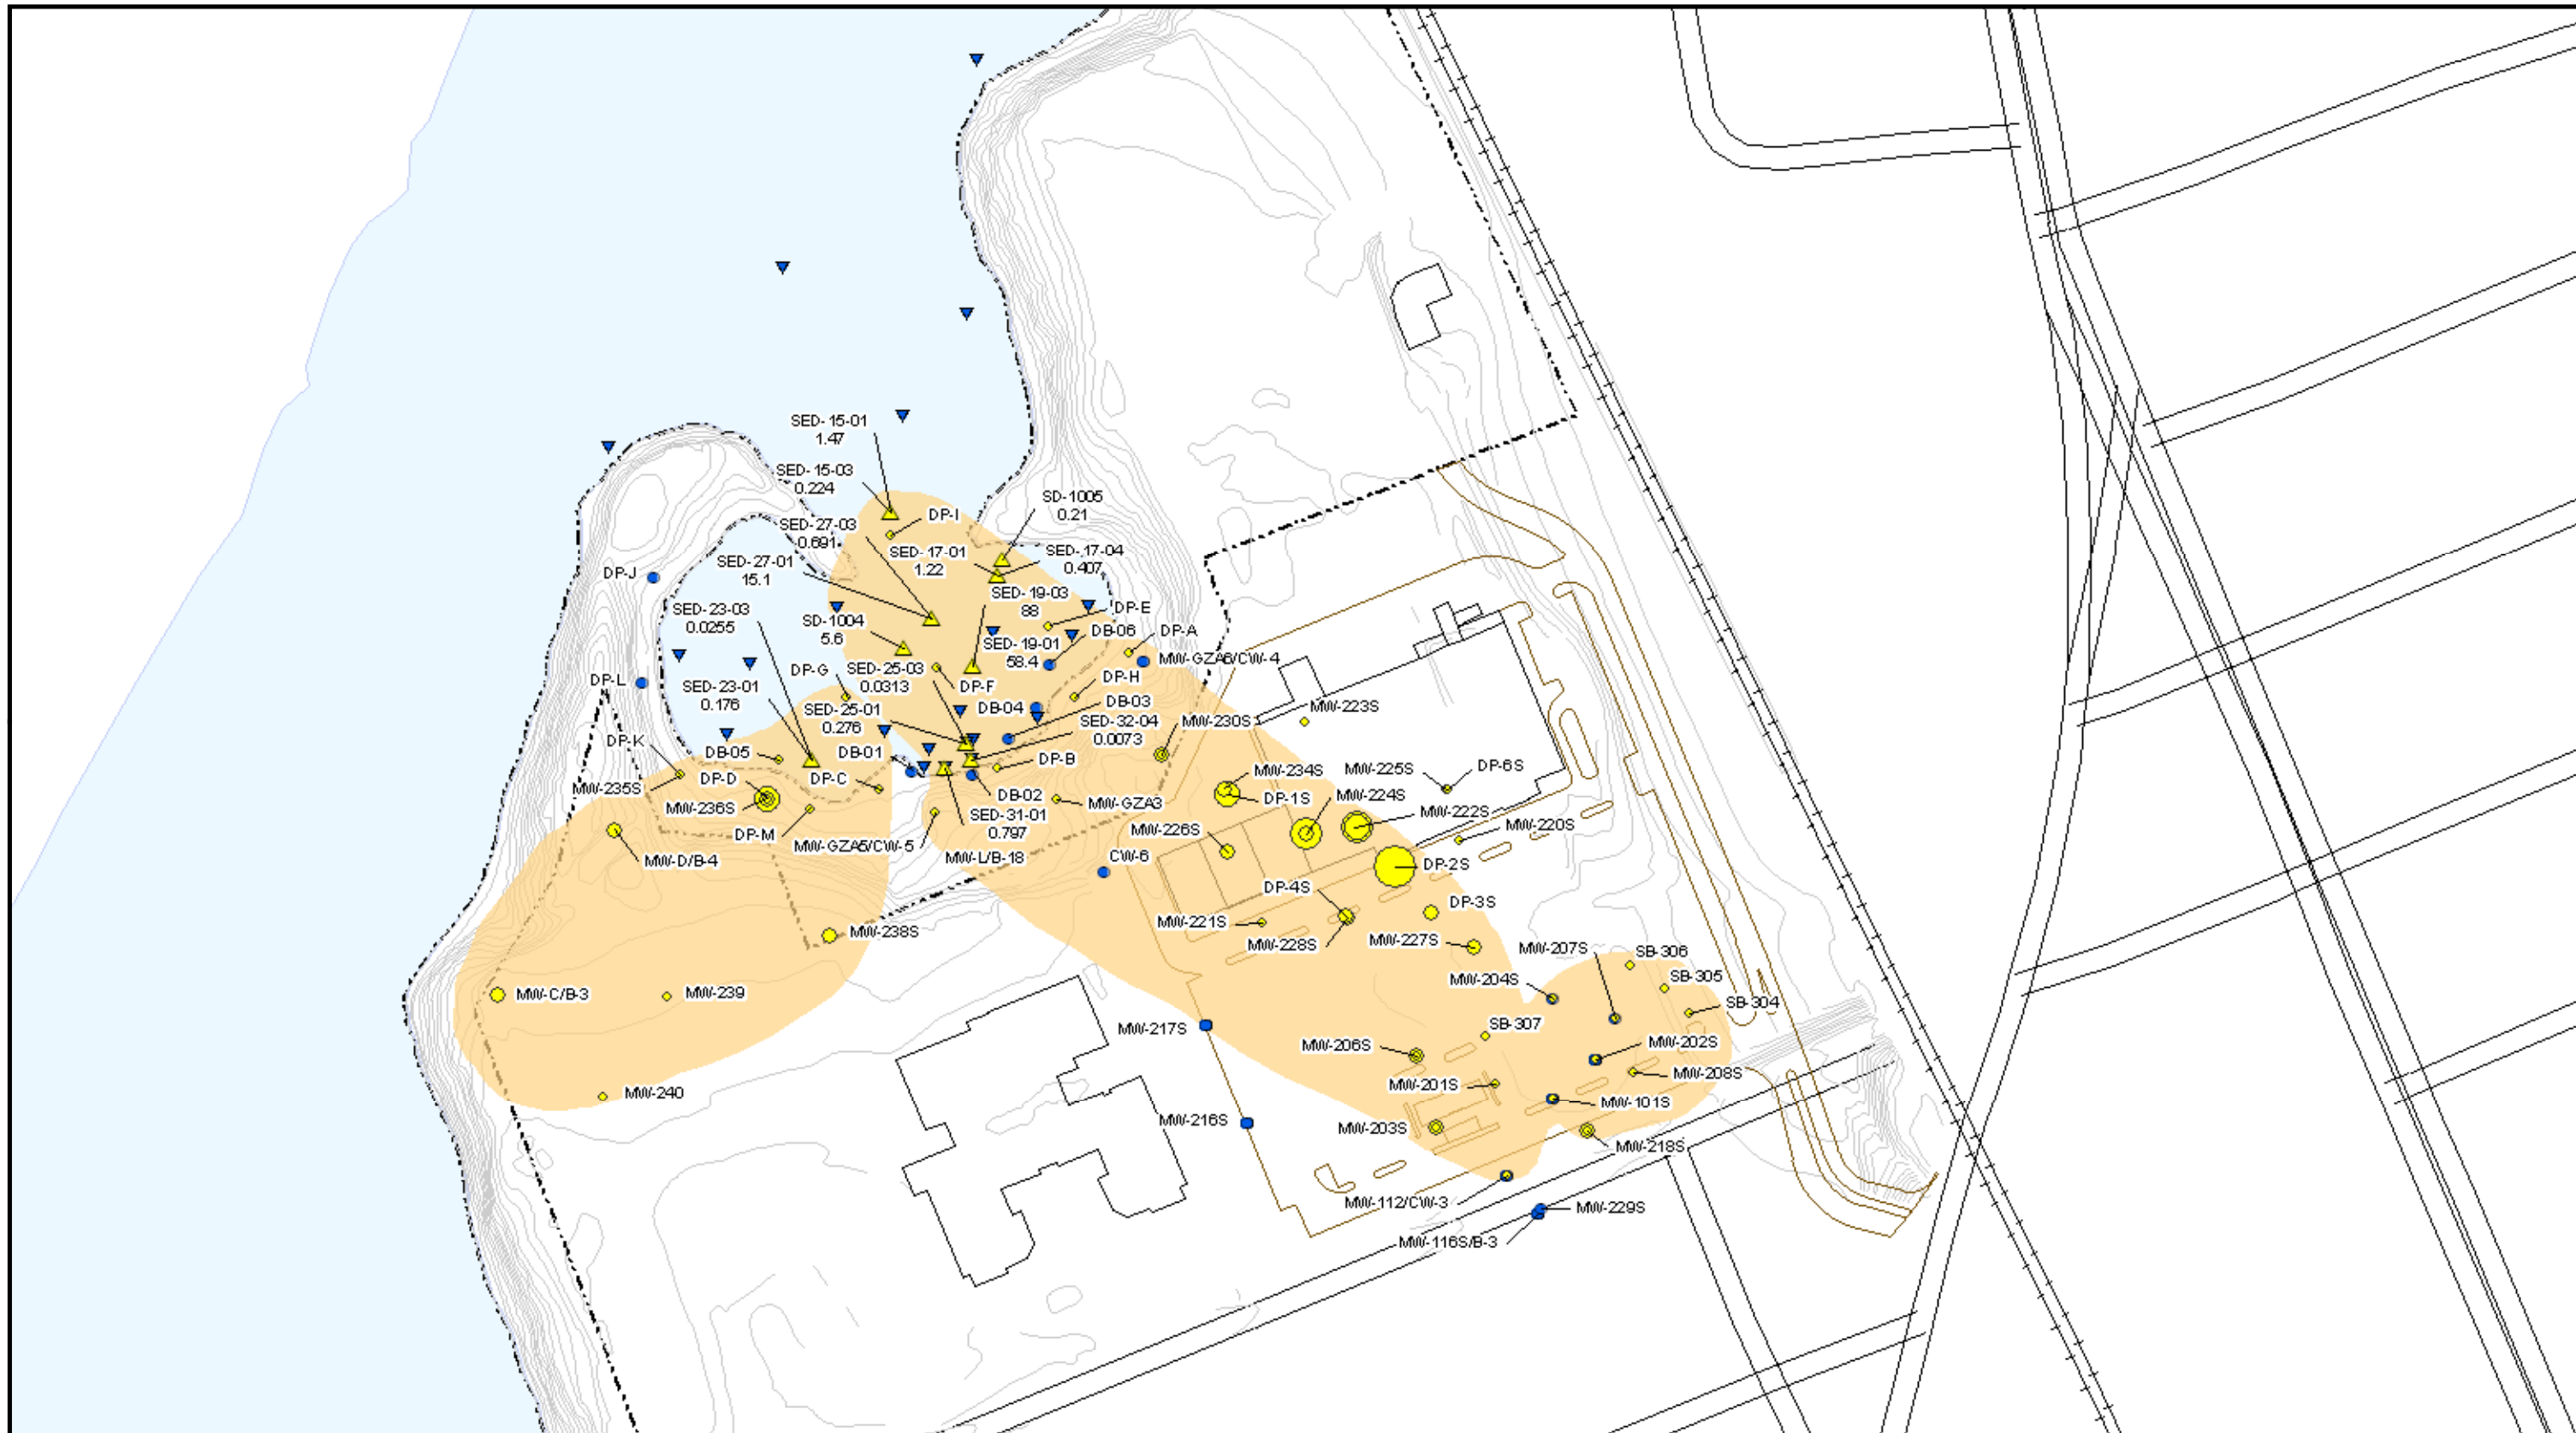 SED-15-01
1.47
SED-15-03
0.224
SD-1005
0.21
DP-I
SED-27-03
0.691
SED-17-01
1.22
SED-17-04
0.407
SED-27-01
15.1
DP-J
SED-19-03
88
DP-E
SED-23-03
0.0255
SD-1004
5.6
DB-06
DP-A
SED-19-01
58.4
MW-GZA6/CW-4
DP-G
SED-25-03
0.0313
DP-L
DP-F
DP-H
SED-23-01
0.176
DB-04
DB-03
SED-25-01
0.276
SED-32-04
0.0073
MW-230S
MW-223S
DP-K
DB-05
DB-01
DP-B
DP-D
DP-C
MW-235S
MW-234S
MW-225S
DP-6S
DB-02
MW-GZA3
DP-1S
MW-224S
MW-236S
SED-31-01
0.797
MW-222S
DP-M
MW-226S
MW-220S
MW-GZA5/CW-5
MW-L/B-18
CW-6
MW-D/B-4
DP-2S
DP-4S
DP-3S
MW-221S
MW-238S
MW-228S
MW-227S
MW-207S
SB-306
SB-305
MW-204S
MW-C/B-3
MW-239
SB-304
MW-217S
SB-307
MW-206S
MW-202S
MW-201S
MW-208S
MW-240
MW-101S
MW-216S
MW-203S
MW-218S
MW-112/CW-3
MW-229S
MW-116S/B-3